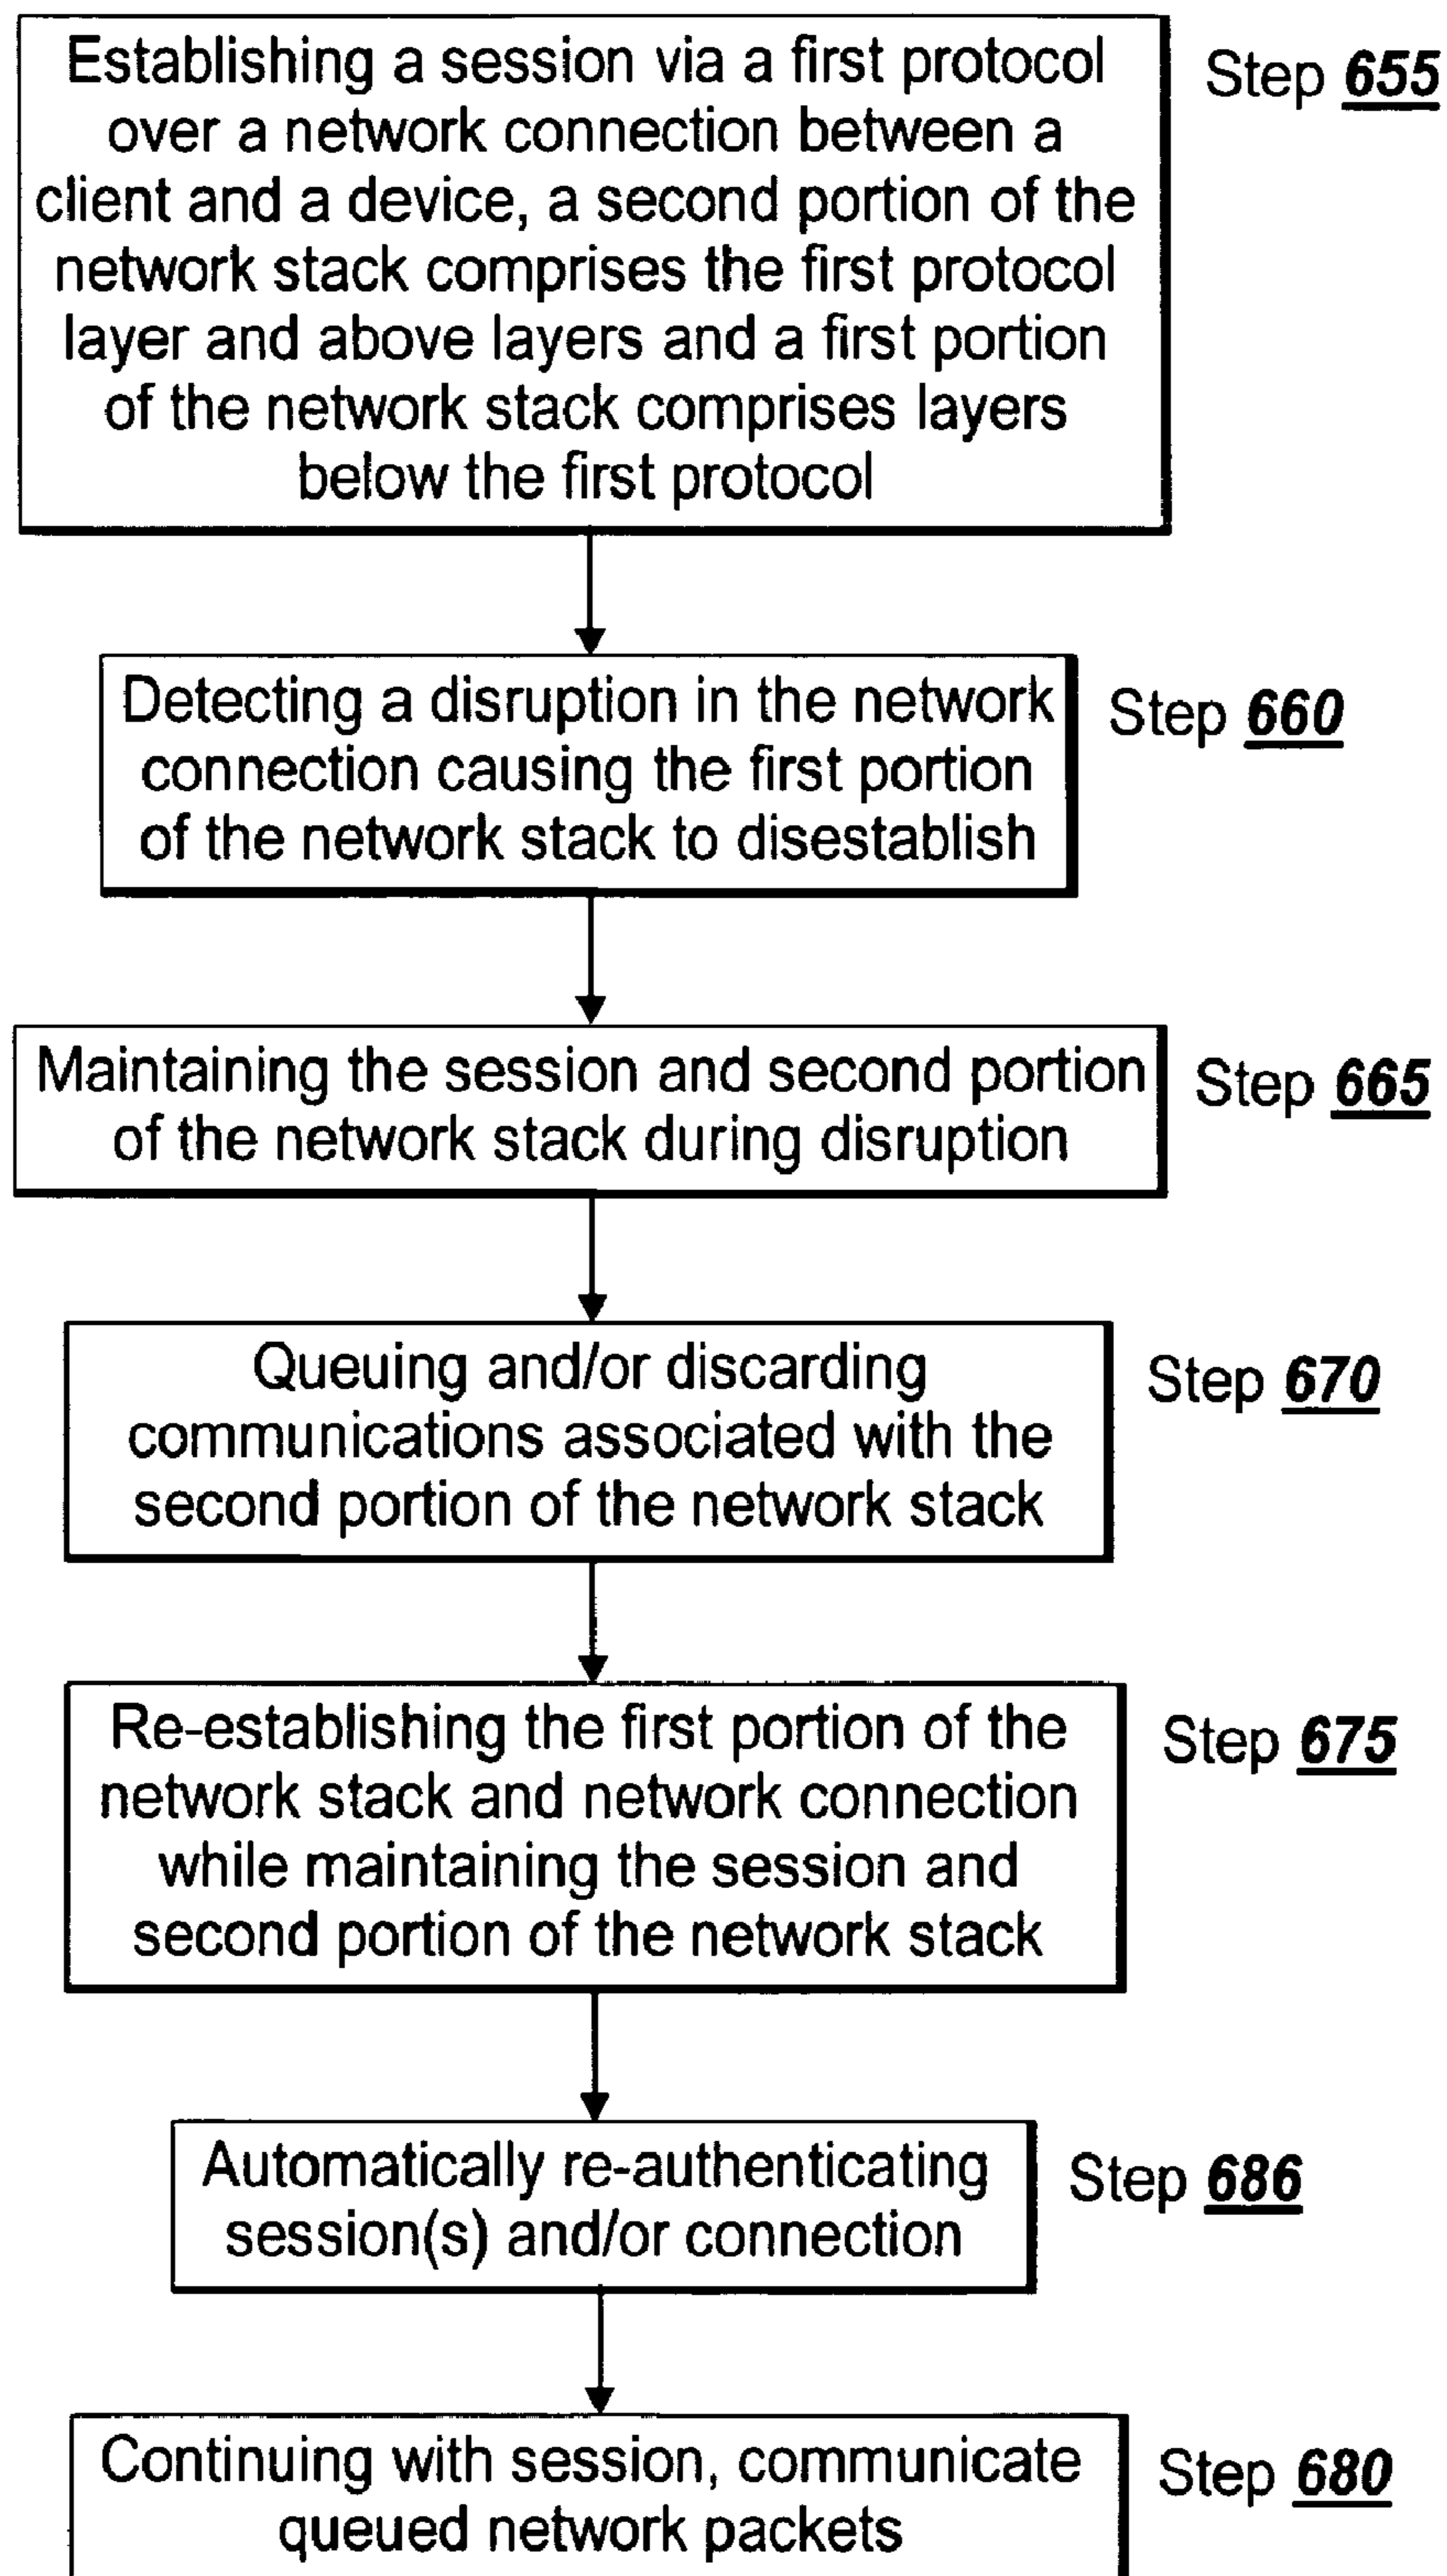 Establishing a session via a first protocol
over a network connection between a
client and a device, a second portion of the
network stack comprises the first protocol
layer and above layers and a first portion
of the network stack comprises layers
below the first protocol
Step 655
Detecting a disruption in the network
connection causing the first portion
of the network stack to disestablish
Step 660
Maintaining the session and second portion
of the network stack during disruption
Step 665
Queuing and/or discarding
communications associated with the
second portion of the network stack
Step 670
Re-establishing the first portion of the
network stack and network connection
while maintaining the session and
second portion of the network stack
Step 675
Automatically re-authenticating
session(s) and/or connection
Step 686
Continuing with session, communicate
queued network packets
Step 680